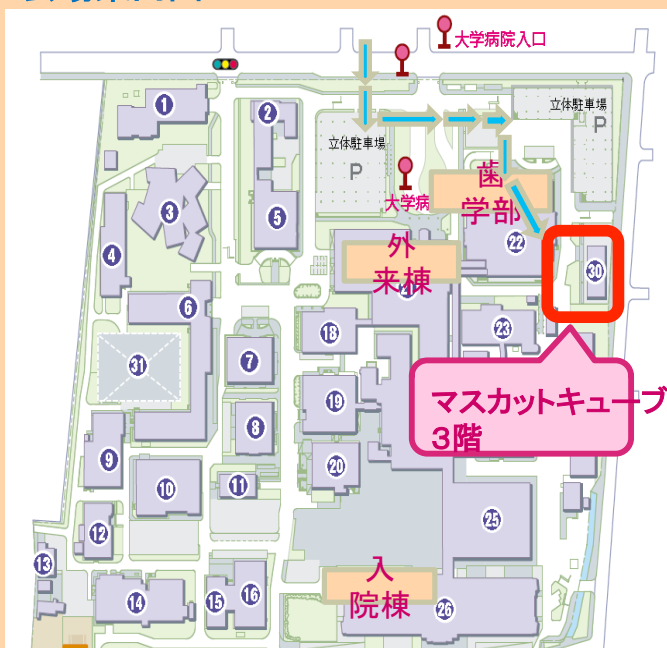 大学病院入口
①
②
立体駐車場
P
立体駐車場
P
大学病
歯
学部
③
⑤
④
外
来棟
㉒
㉚
⑥
⑱
㉓
㉛
⑦
マスカットキューブ
３階
⑲
⑧
⑨
⑳
⑩
⑪
㉕
⑫
⑬
入
院棟
⑭
⑮
⑯
㉖